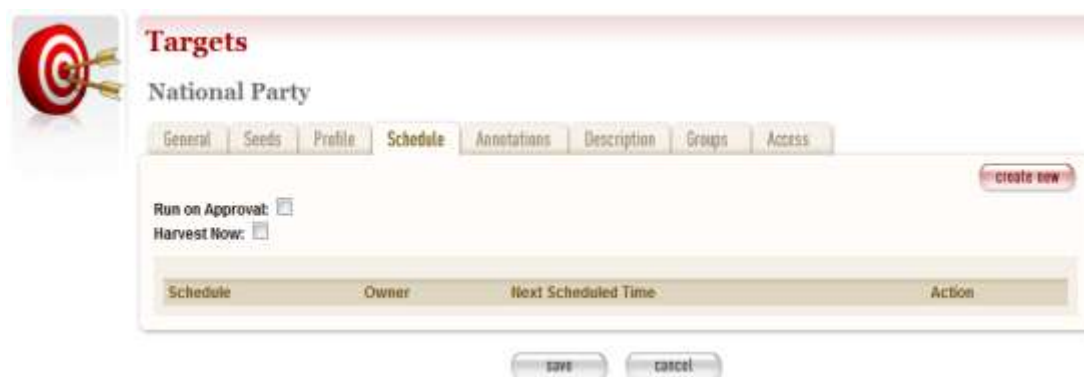 Targets
National Party
General Seeds Profile Schedule Annotations Description Groups Access
create new
Run on Approval:
Harvest Now:
Schedule Owner Next Scheduled Time Action
save cancel